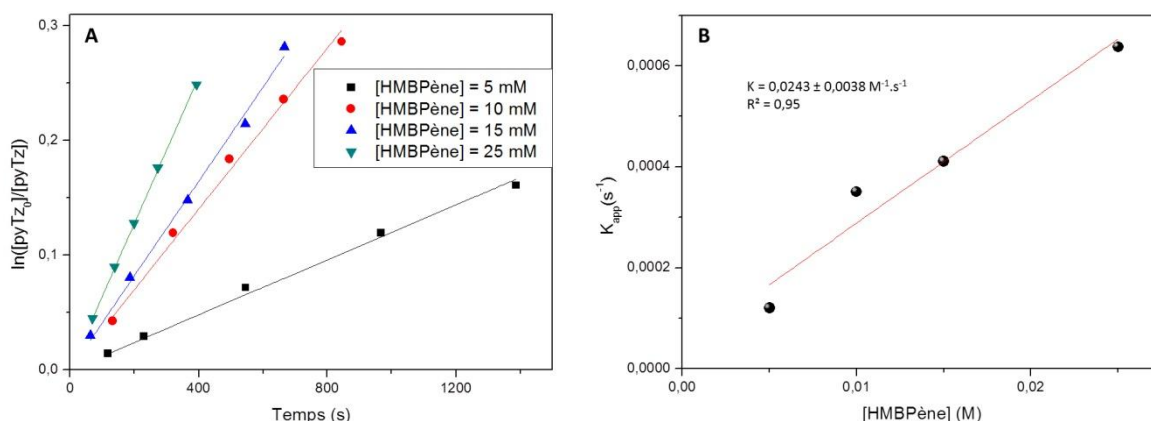 A
0,3
0,2
0,1
0,0
ln([pyTz₀]/[pyTz])
[HMBPène] = 5 mM
[HMBPène] = 10 mM
[HMBPène] = 15 mM
[HMBPène] = 25 mM
0
400
800
1200
Temps (s)
B
0,0006
0,0004
0,0002
0,0000
K_app(s⁻¹)
K = 0,0243 ± 0,0038 M⁻¹.s⁻¹
R² = 0,95
0,00
0,01
0,02
[HMBPène] (M)